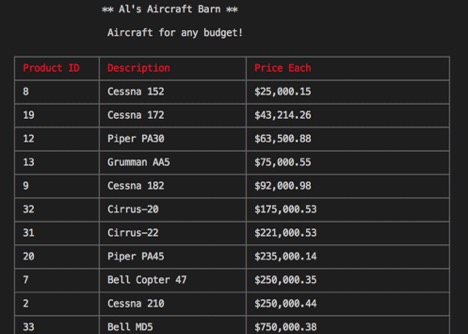 ** Al's Aircraft Barn **
Aircraft for any budget!
Product ID Description Price Each
8 Cessna 152 $25,000.15
19 Cessna 172 $43,214.26
12 Piper PA30 $63,500.88
13 Grumman AA5 $75,000.55
9 Cessna 182 $92,000.98
32 Cirrus-20 $175,000.53
31 Cirrus-22 $221,000.53
20 Piper PA45 $235,000.14
7 Bell Copter 47 $250,000.35
2 Cessna 210 $250,000.44
33 Bell MD5 $750,000.38